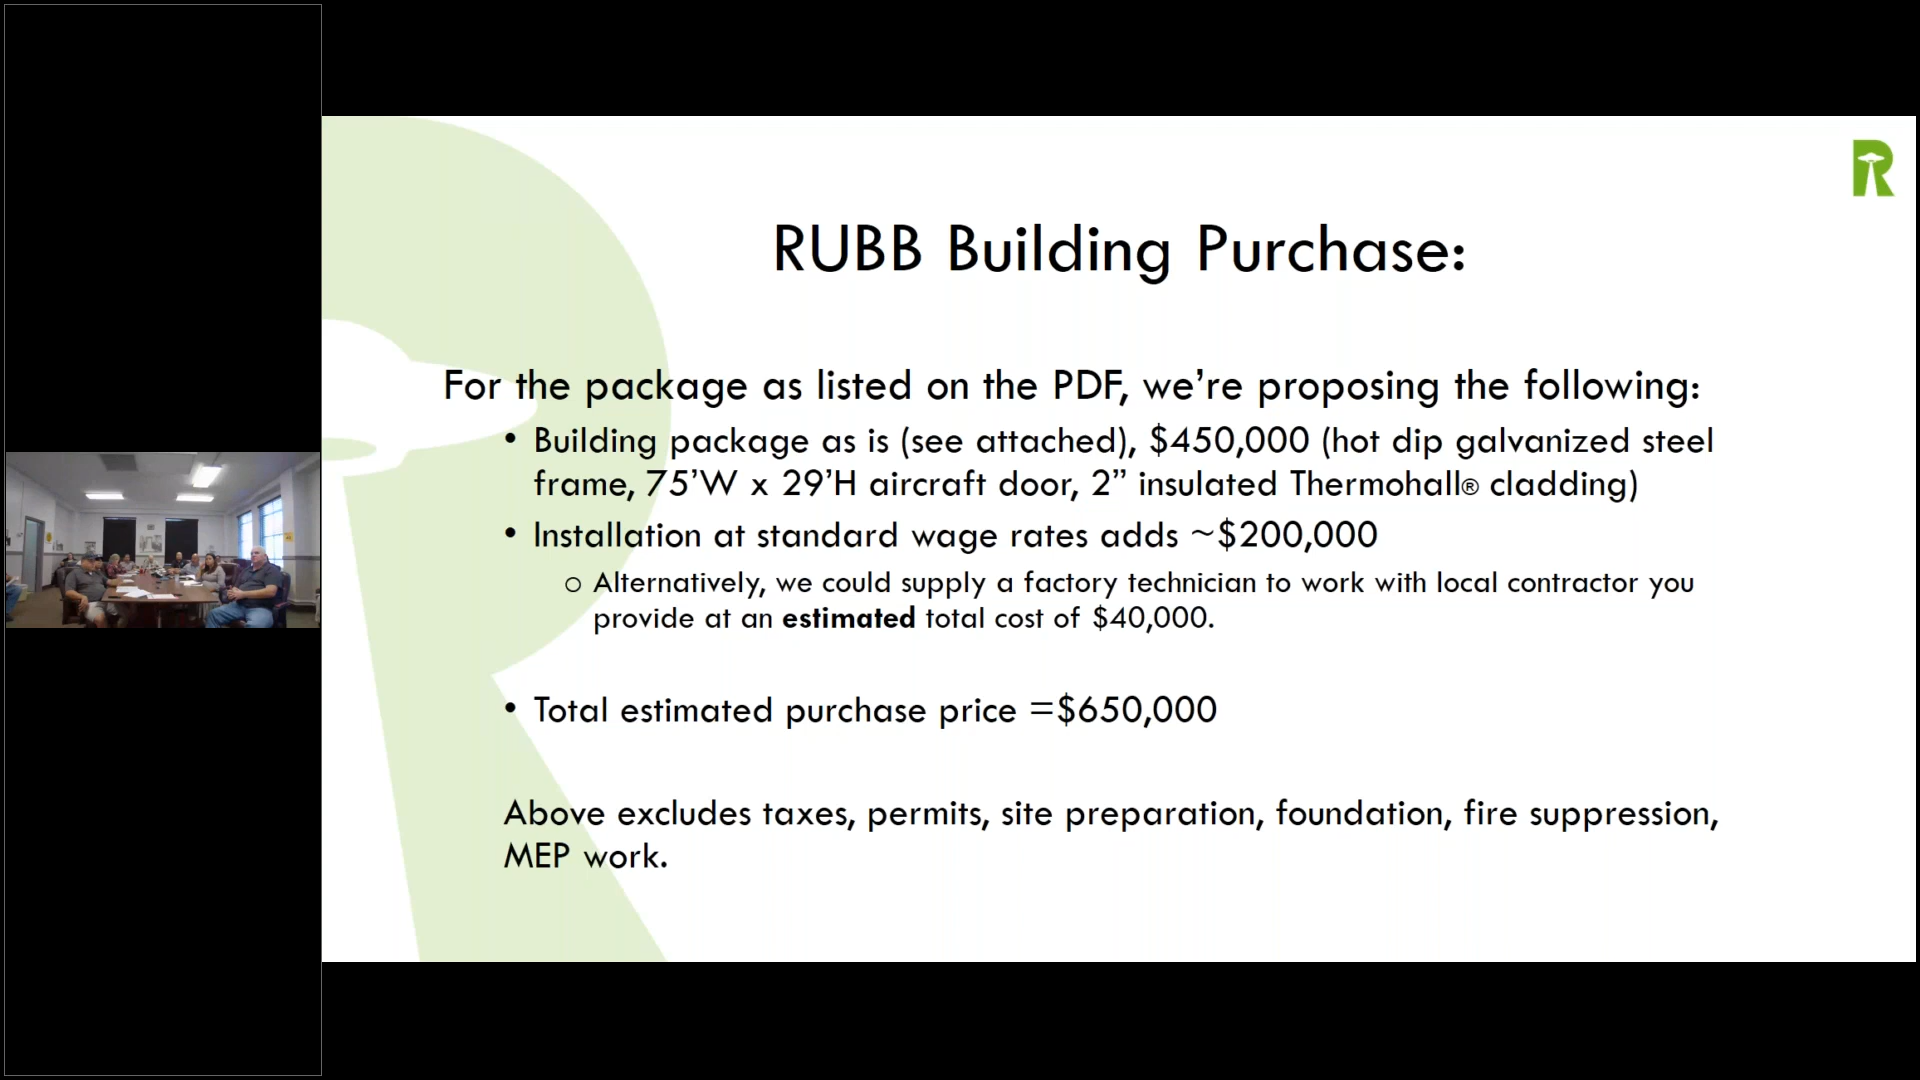 R
RUBB Building Purchase:
For the package as listed on the PDF, we’re proposing the following:
• Building package as is (see attached), $450,000 (hot dip galvanized steel
frame, 75’W x 29’H aircraft door, 2” insulated Thermohall® cladding)
• Installation at standard wage rates adds ~$200,000
o Alternatively, we could supply a factory technician to work with local contractor you
provide at an estimated total cost of $40,000.
• Total estimated purchase price =$650,000
Above excludes taxes, permits, site preparation, foundation, fire suppression,
MEP work.